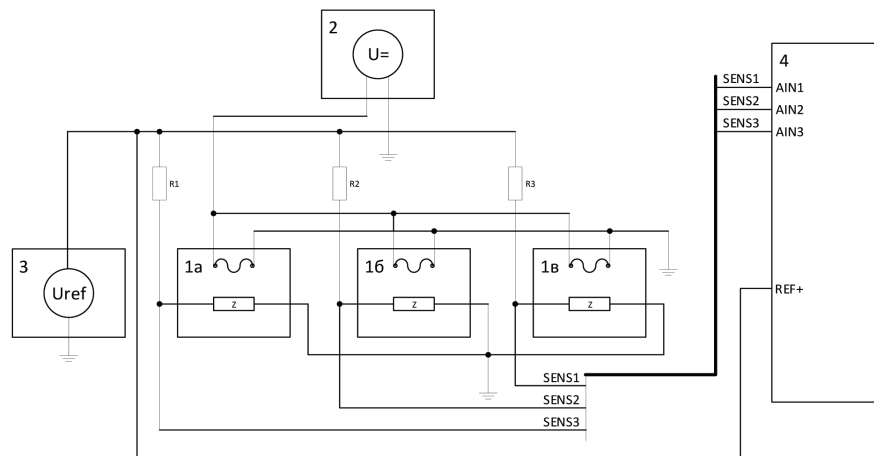 2
U=
4
SENS1
AIN1
SENS2
AIN2
SENS3
AIN3
R1
R2
R3
3
Uref
1а
1б
1в
Z
Z
Z
REF+
SENS1
SENS2
SENS3